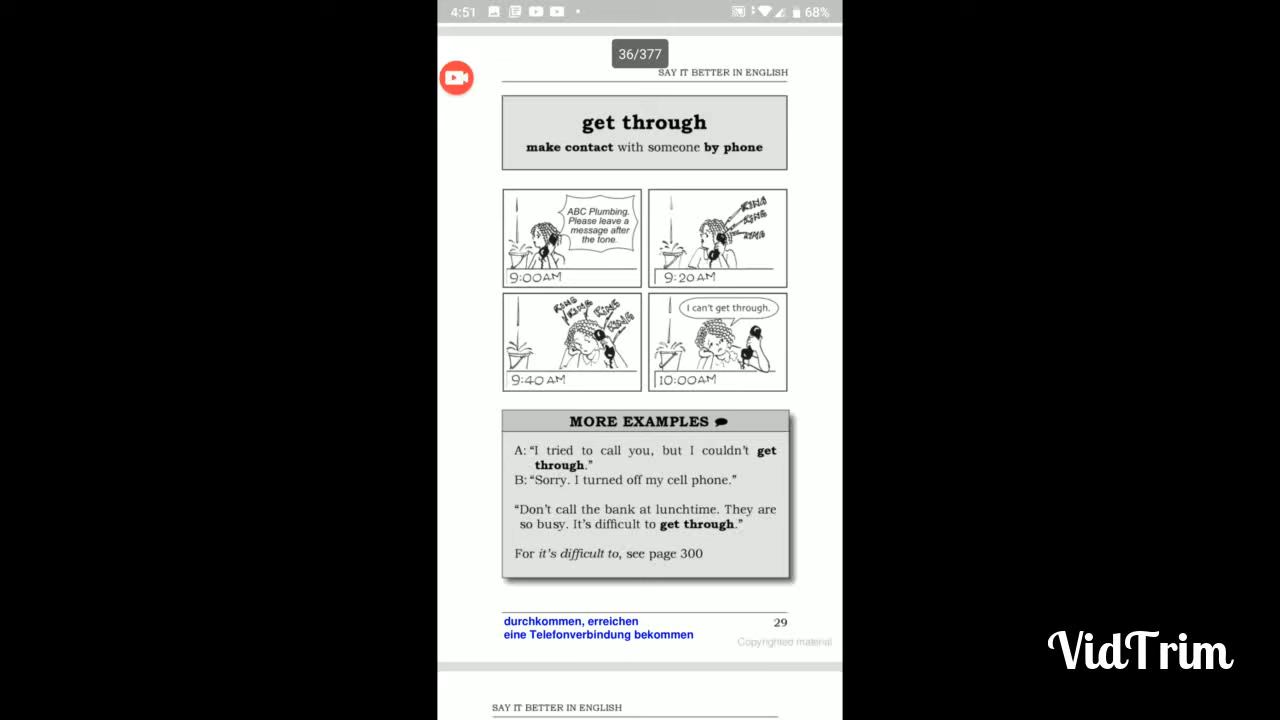 4:51
68%
36/377
SAY IT BETTER IN ENGLISH
get through
make contact with someone by phone
ABC Plumbing.
Please leave a
message after
the tone.
9:00AM
RING
RING
RING
9:20AM
RING
RING
RING
RING
9:40AM
I can't get through.
10:00AM
MORE EXAMPLES
A: “I tried to call you, but I couldn’t get
through.”
B: “Sorry. I turned off my cell phone.”
“Don’t call the bank at lunchtime. They are
so busy. It’s difficult to get through.”
For it’s difficult to, see page 300
durchkommen, erreichen
eine Telefonverbindung bekommen
29
Copyrighted material
VidTrim
SAY IT BETTER IN ENGLISH